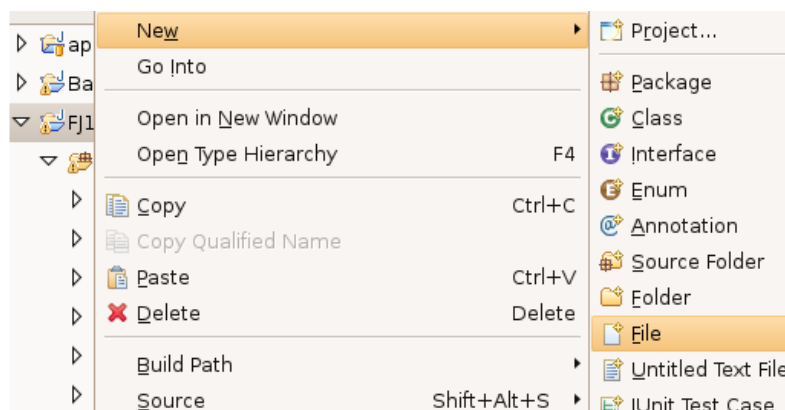 ap
Ba
FJ1
New
Go Into
Open in New Window
Open Type Hierarchy F4
Copy Ctrl+C
Copy Qualified Name
Paste Ctrl+V
Delete Delete
Build Path
Source Shift+Alt+S
Project...
Package
Class
Interface
Enum
Annotation
Source Folder
Folder
File
Untitled Text File
JUnit Test Case